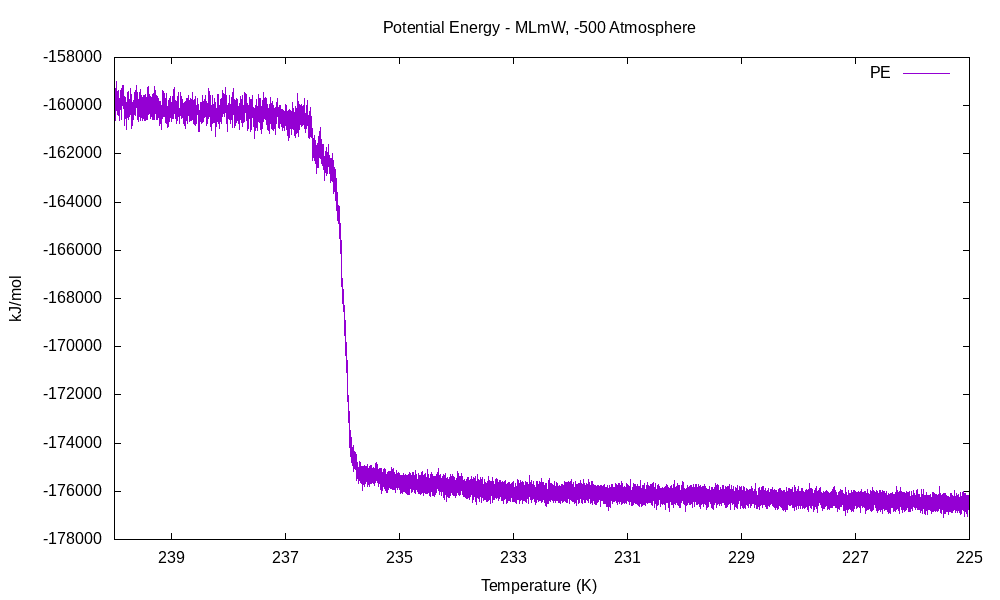 Potential Energy - MLmW, -500 Atmosphere
PE
-158000
-160000
-162000
-164000
-166000
-168000
-170000
-172000
-174000
-176000
-178000
kJ/mol
239 237 235 233 231 229 227 225
Temperature (K)